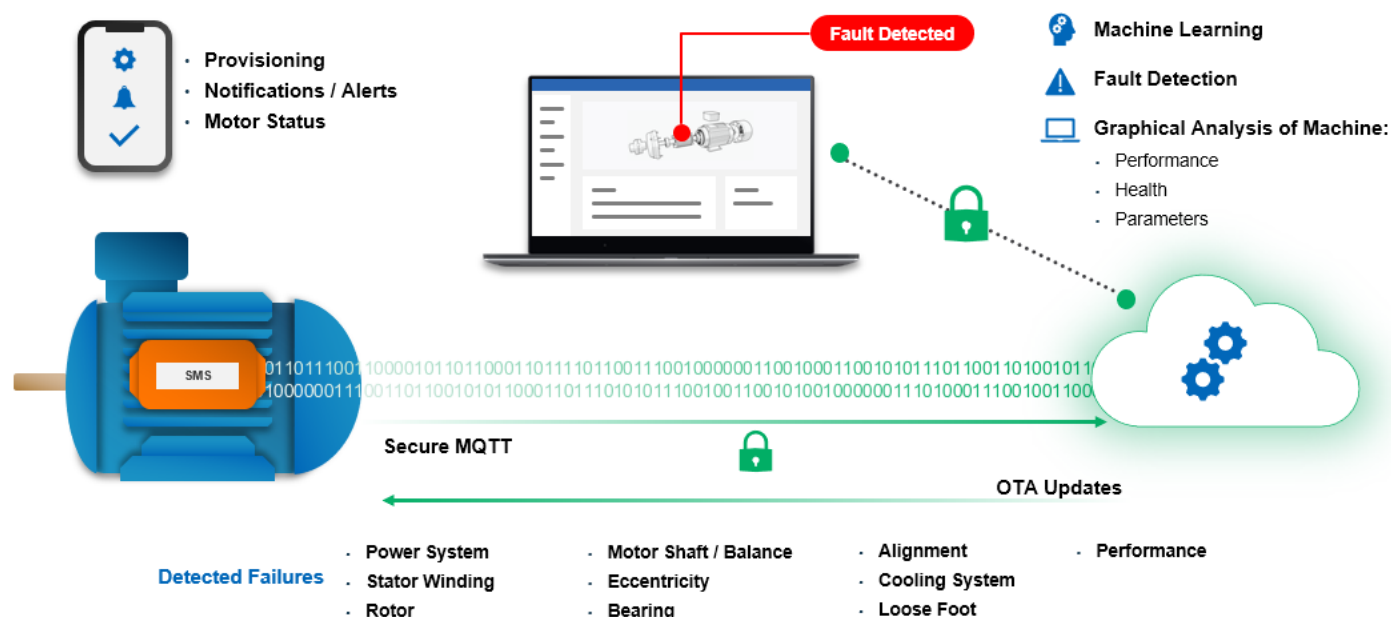 Fault Detected
Provisioning
Notifications / Alerts
Motor Status
Machine Learning
Fault Detection
Graphical Analysis of Machine:
Performance
Health
Parameters
SMS
Secure MQTT
OTA Updates
Detected Failures
Power System
Stator Winding
Rotor
Motor Shaft / Balance
Eccentricity
Bearing
Alignment
Cooling System
Loose Foot
Performance